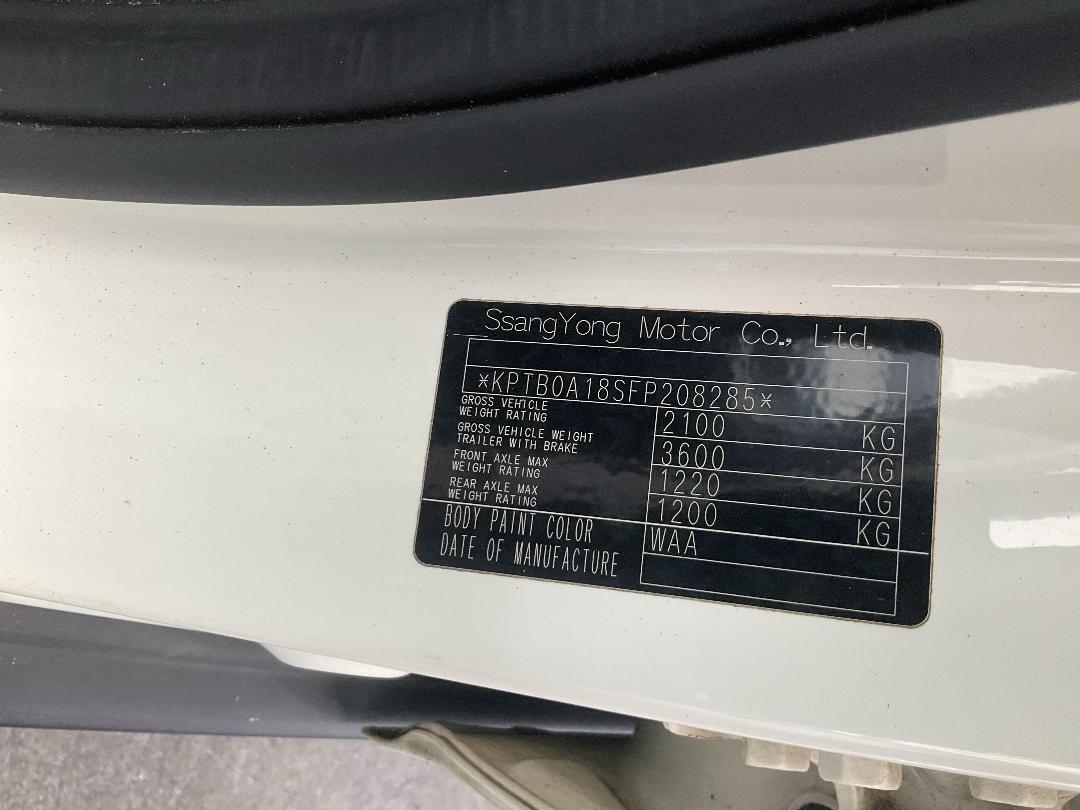 SsangYong Motor Co., Ltd.
*KPTB0A18SFP208285*
GROSS VEHICLE
WEIGHT RATING
2100 KG
GROSS VEHICLE WEIGHT
TRAILER WITH BRAKE
3600 KG
FRONT AXLE MAX
WEIGHT RATING
1220 KG
REAR AXLE MAX
WEIGHT RATING
1200 KG
BODY PAINT COLOR WAA
DATE OF MANUFACTURE